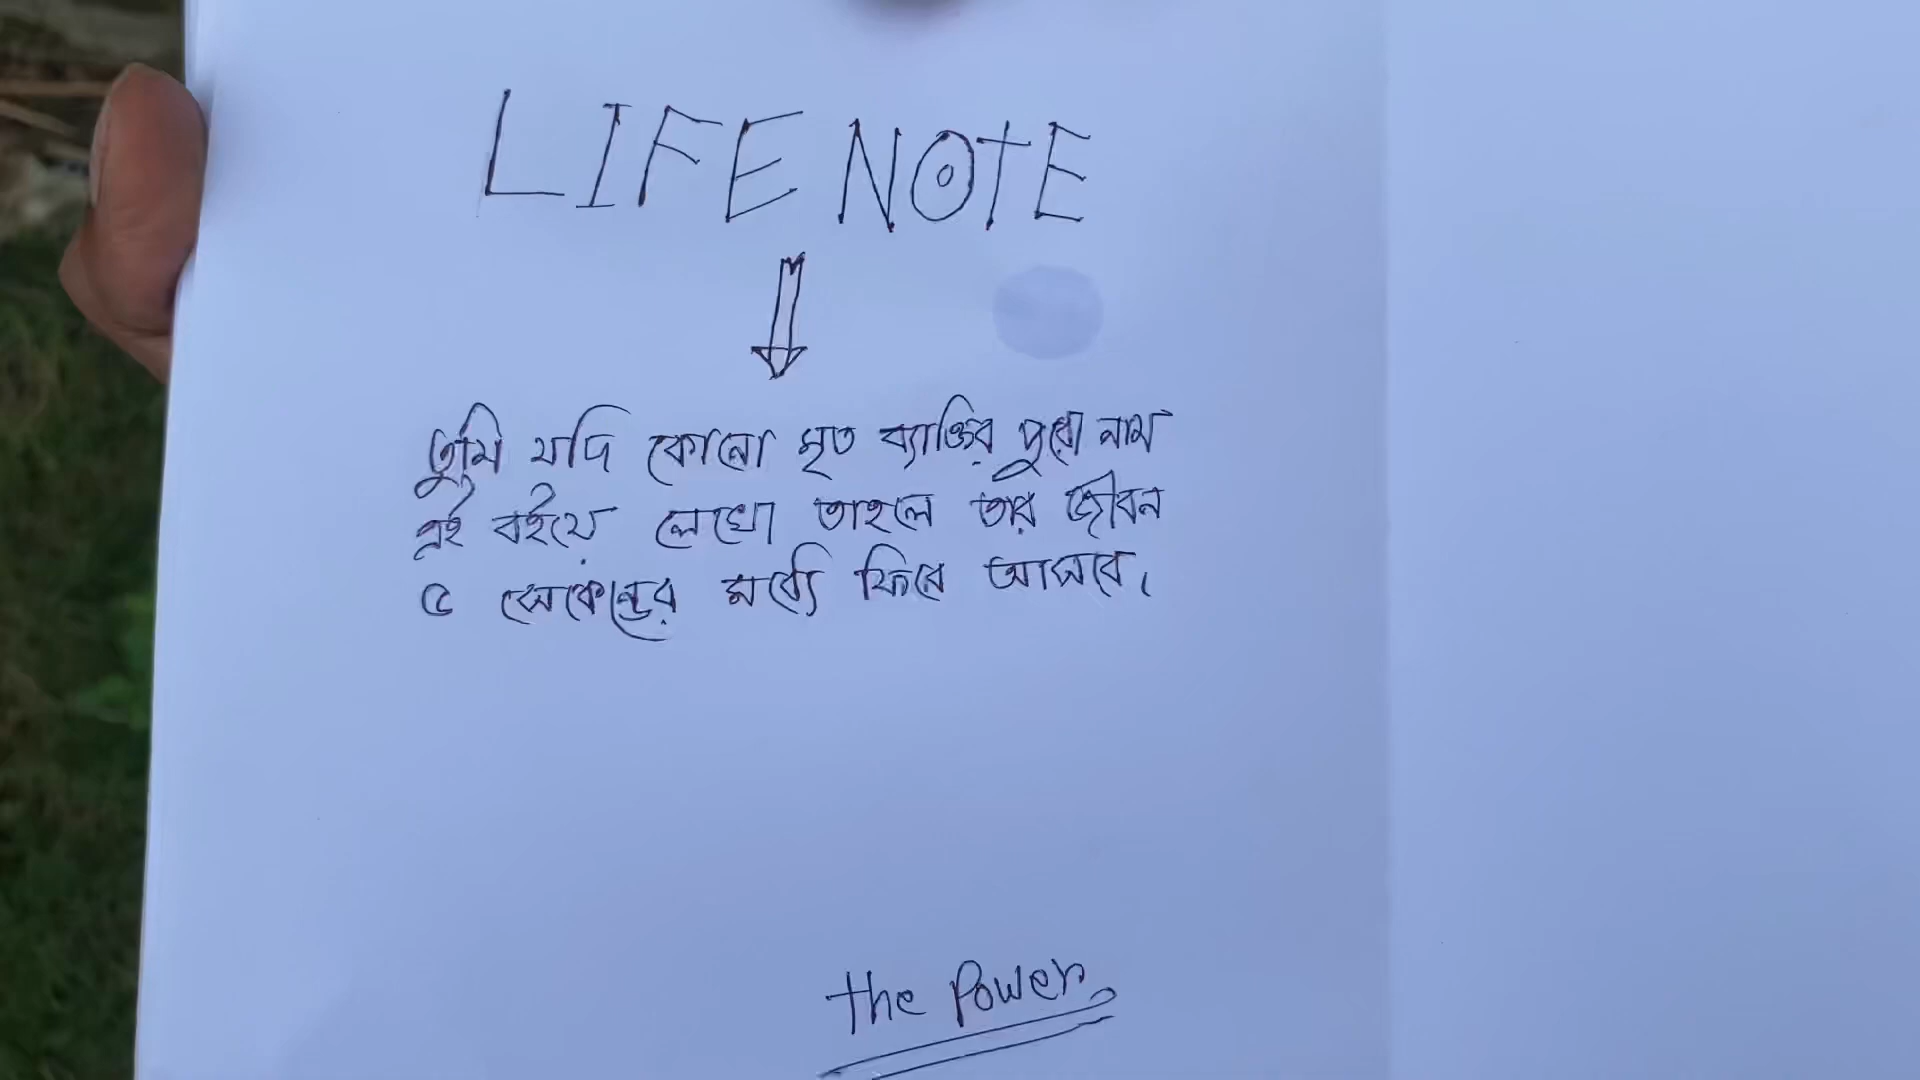 LIFE NOTE
তুমি যদি কোনো মৃত ব্যাক্তির পুরো নাম
এই বইয়ে লেখো তাহলে তার জীবন
৫ সেকেন্ডের মধ্যে ফিরে আসবে।
the Power